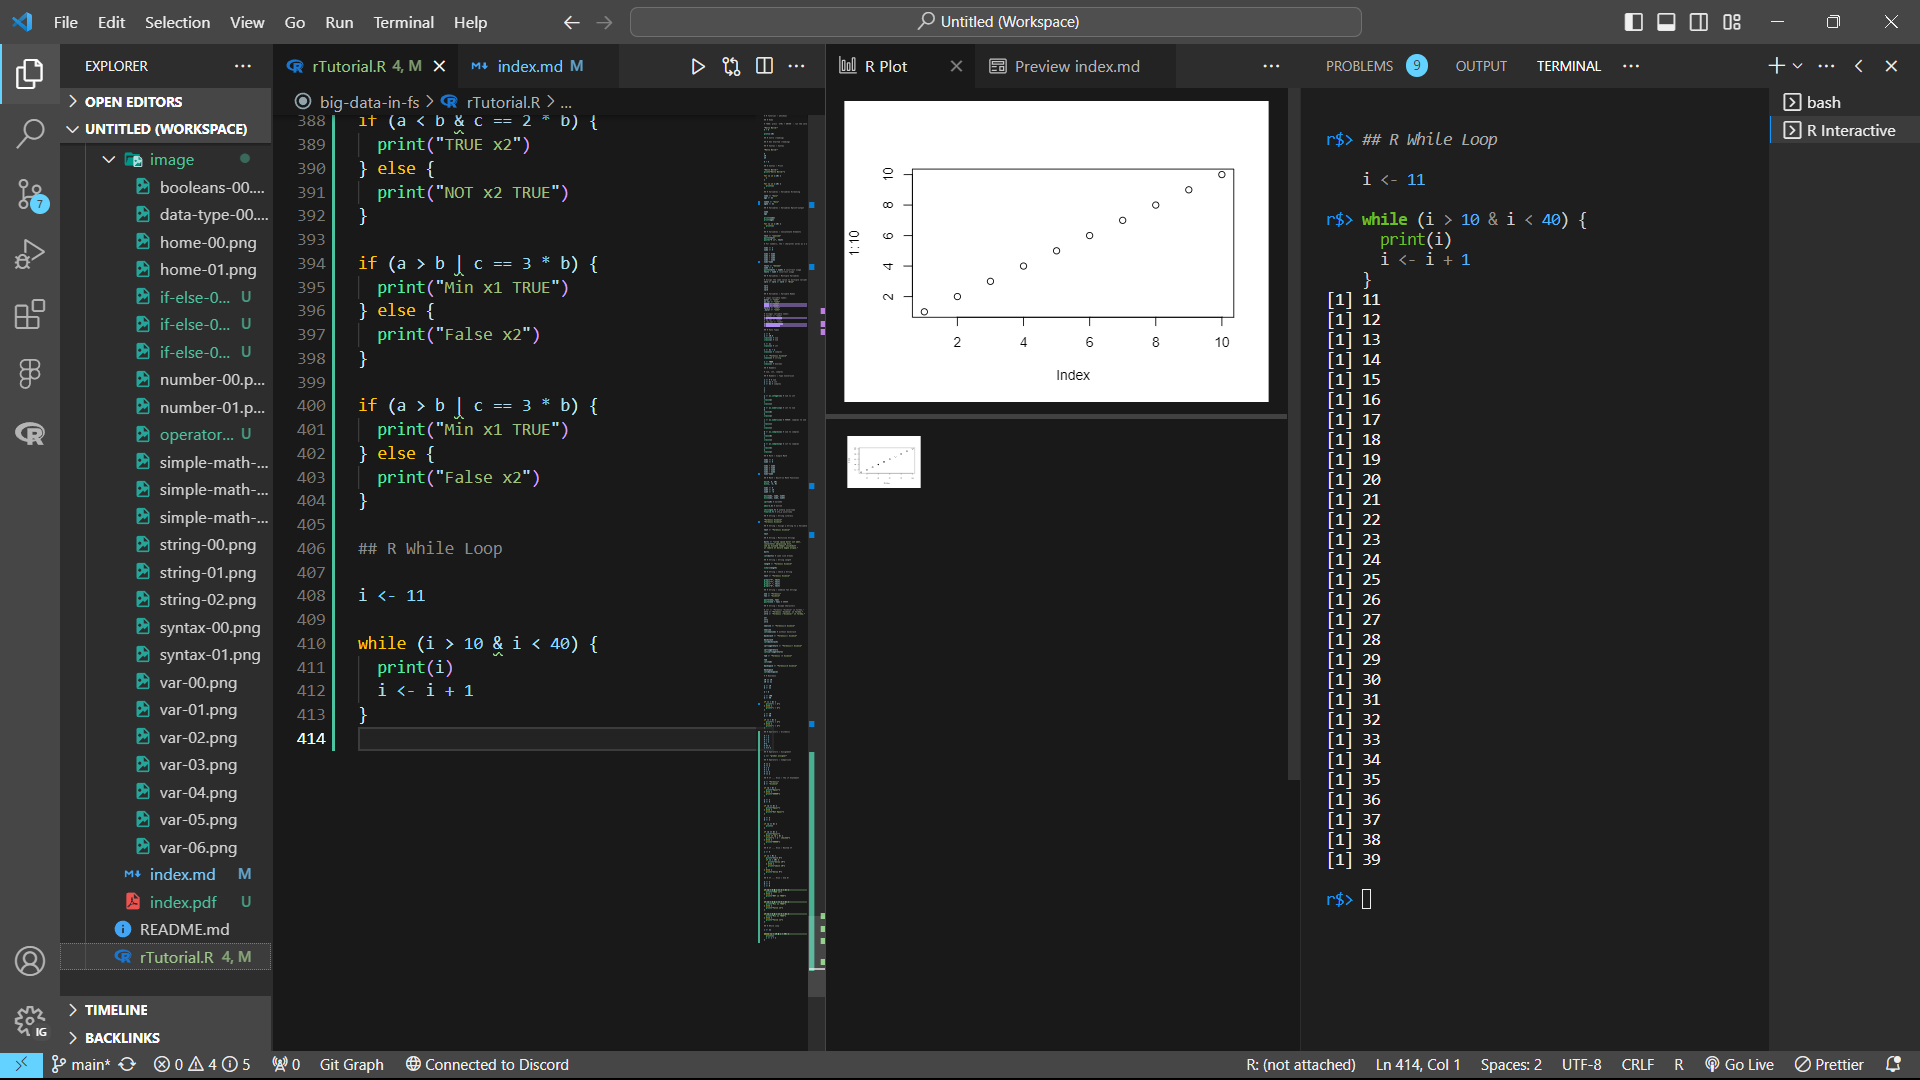 File Edit Selection View Go Run Terminal Help
Untitled (Workspace)
EXPLORER
OPEN EDITORS
UNTITLED (WORKSPACE)
image
booleans-00....
data-type-00....
home-00.png
home-01.png
if-else-0... U
if-else-0... U
if-else-0... U
number-00.p...
number-01.p...
operator... U
simple-math-...
simple-math-...
simple-math-...
string-00.png
string-01.png
string-02.png
syntax-00.png
syntax-01.png
var-00.png
var-01.png
var-02.png
var-03.png
var-04.png
var-05.png
var-06.png
index.md M
index.pdf U
README.md
rTutorial.R 4, M
TIMELINE
BACKLINKS
7
IG
rTutorial.R 4, M
index.md M
big-data-in-fs > rTutorial.R > ...
388 if (a < b & c == 2 * b) {
389 print("TRUE x2")
390 } else {
391 print("NOT x2 TRUE")
392 }
393
394 if (a > b | c == 3 * b) {
395 print("Min x1 TRUE")
396 } else {
397 print("False x2")
398 }
399
400 if (a > b | c == 3 * b) {
401 print("Min x1 TRUE")
402 } else {
403 print("False x2")
404 }
405
406 ## R While Loop
407
408 i <- 11
409
410 while (i > 10 & i < 40) {
411 print(i)
412 i <- i + 1
413 }
414
R Plot
Preview index.md
1:10
10
8
6
4
2
2 4 6 8 10
Index
PROBLEMS 9 OUTPUT TERMINAL
bash
R Interactive
r$> ## R While Loop
i <- 11
r$> while (i > 10 & i < 40) {
print(i)
i <- i + 1
}
[1] 11
[1] 12
[1] 13
[1] 14
[1] 15
[1] 16
[1] 17
[1] 18
[1] 19
[1] 20
[1] 21
[1] 22
[1] 23
[1] 24
[1] 25
[1] 26
[1] 27
[1] 28
[1] 29
[1] 30
[1] 31
[1] 32
[1] 33
[1] 34
[1] 35
[1] 36
[1] 37
[1] 38
[1] 39
r$>
main* 0 4 5 0 Git Graph Connected to Discord
R: (not attached) Ln 414, Col 1 Spaces: 2 UTF-8 CRLF R Go Live Prettier